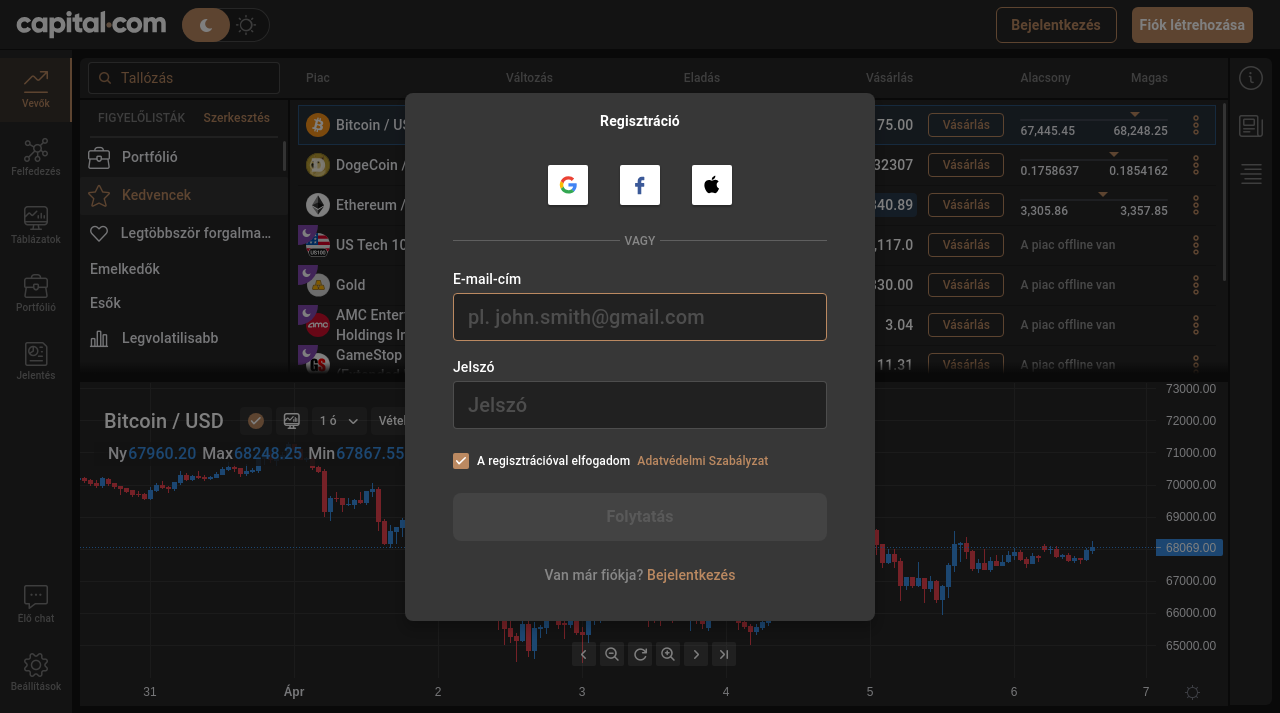 capital.com
Bejelentkezés
Fiók létrehozása
Vevők
Felfedezés
Táblázatok
Portfólió
Jelentés
Élő chat
Beállítások
Tallózás
Piac
Változás
Eladás
Vásárlás
Alacsony
Magas
FIGYELŐLISTÁK
Szerkesztés
Portfólió
Kedvencek
Legtöbbször forgalma...
Emelkedők
Esők
Legvolatilisabb
Bitcoin / US
75.00
Vásárlás
67,445.45
68,248.25
DogeCoin /
32307
Vásárlás
0.1758637
0.1854162
Ethereum /
340.89
Vásárlás
3,305.86
3,357.85
US Tech 10
,117.0
Vásárlás
A piac offline van
Gold
330.00
Vásárlás
A piac offline van
AMC Enter
Holdings In
3.04
Vásárlás
A piac offline van
GameStop
11.31
Vásárlás
A piac offline van
Regisztráció
VAGY
E-mail-cím
pl. john.smith@gmail.com
Jelszó
Jelszó
A regisztrációval elfogadom Adatvédelmi Szabályzat
Folytatás
Van már fiókja? Bejelentkezés
Bitcoin / USD
1 ó
Vétel
Ny67960.20 Max68248.25 Min67867.55
73000.00
72000.00
71000.00
70000.00
69000.00
68069.00
67000.00
66000.00
65000.00
31
Ápr
2
3
4
5
6
7